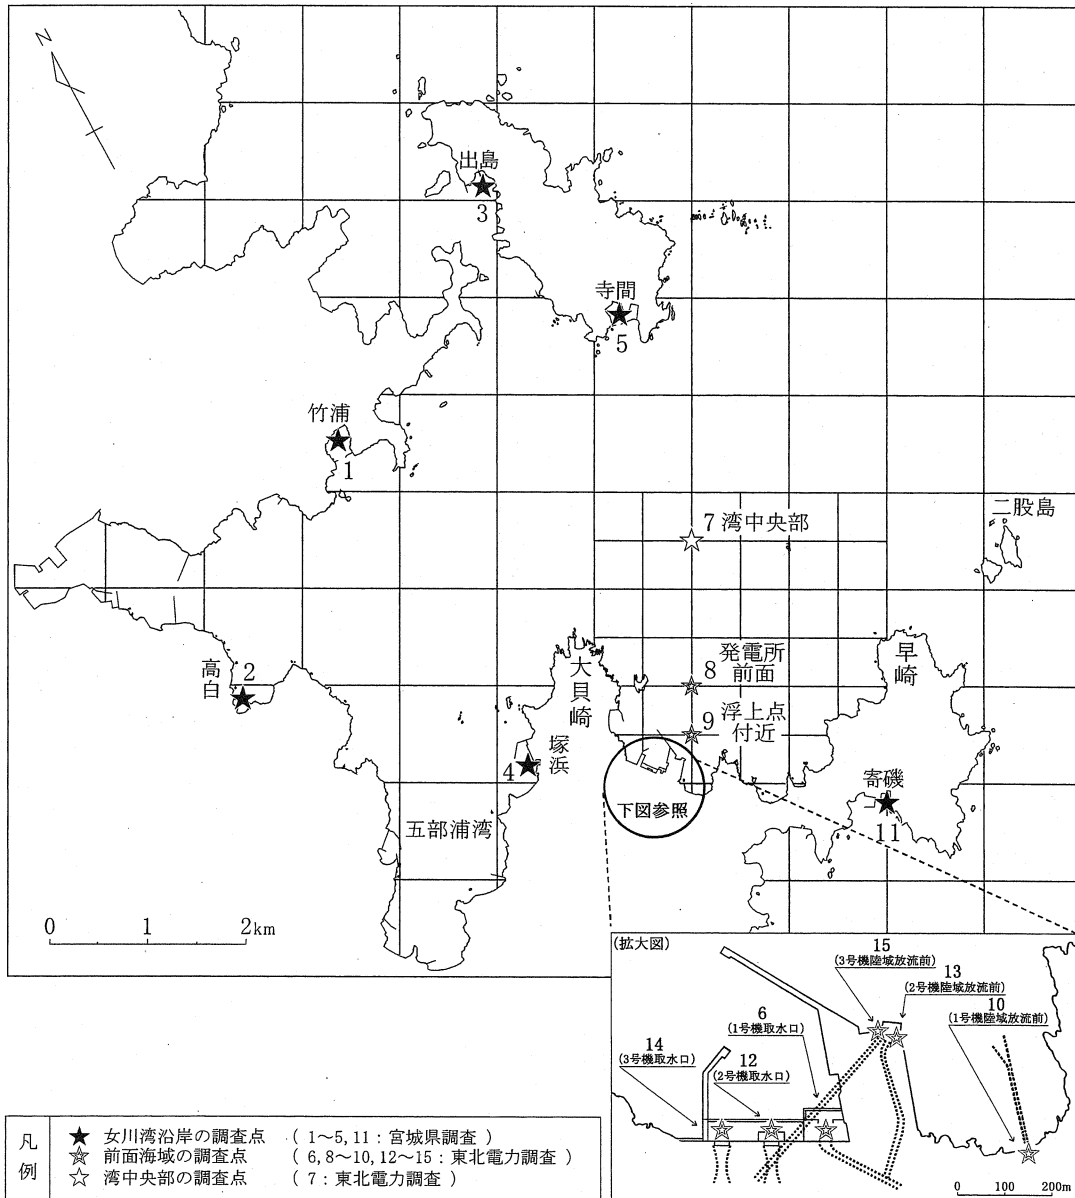 N
出島
3
寺間
5
竹浦
1
二股島
7 湾中央部
高白
2
大貝崎
8
発電所
前面
早崎
9
浮上点
付近
4
塚浜
寄磯
11
下図参照
五部浦湾
0 1 2km
(拡大図)
15
(3号機陸域放流前)
13
(2号機陸域放流前)
10
(1号機陸域放流前)
6
(1号機取水口)
14
(3号機取水口)
12
(2号機取水口)
0 100 200m
凡例
★ 女川湾沿岸の調査点 ( 1~5,11 : 宮城県調査 )
前面海域の調査点 ( 6,8~10,12~15 : 東北電力調査 )
☆ 湾中央部の調査点 ( 7 : 東北電力調査 )